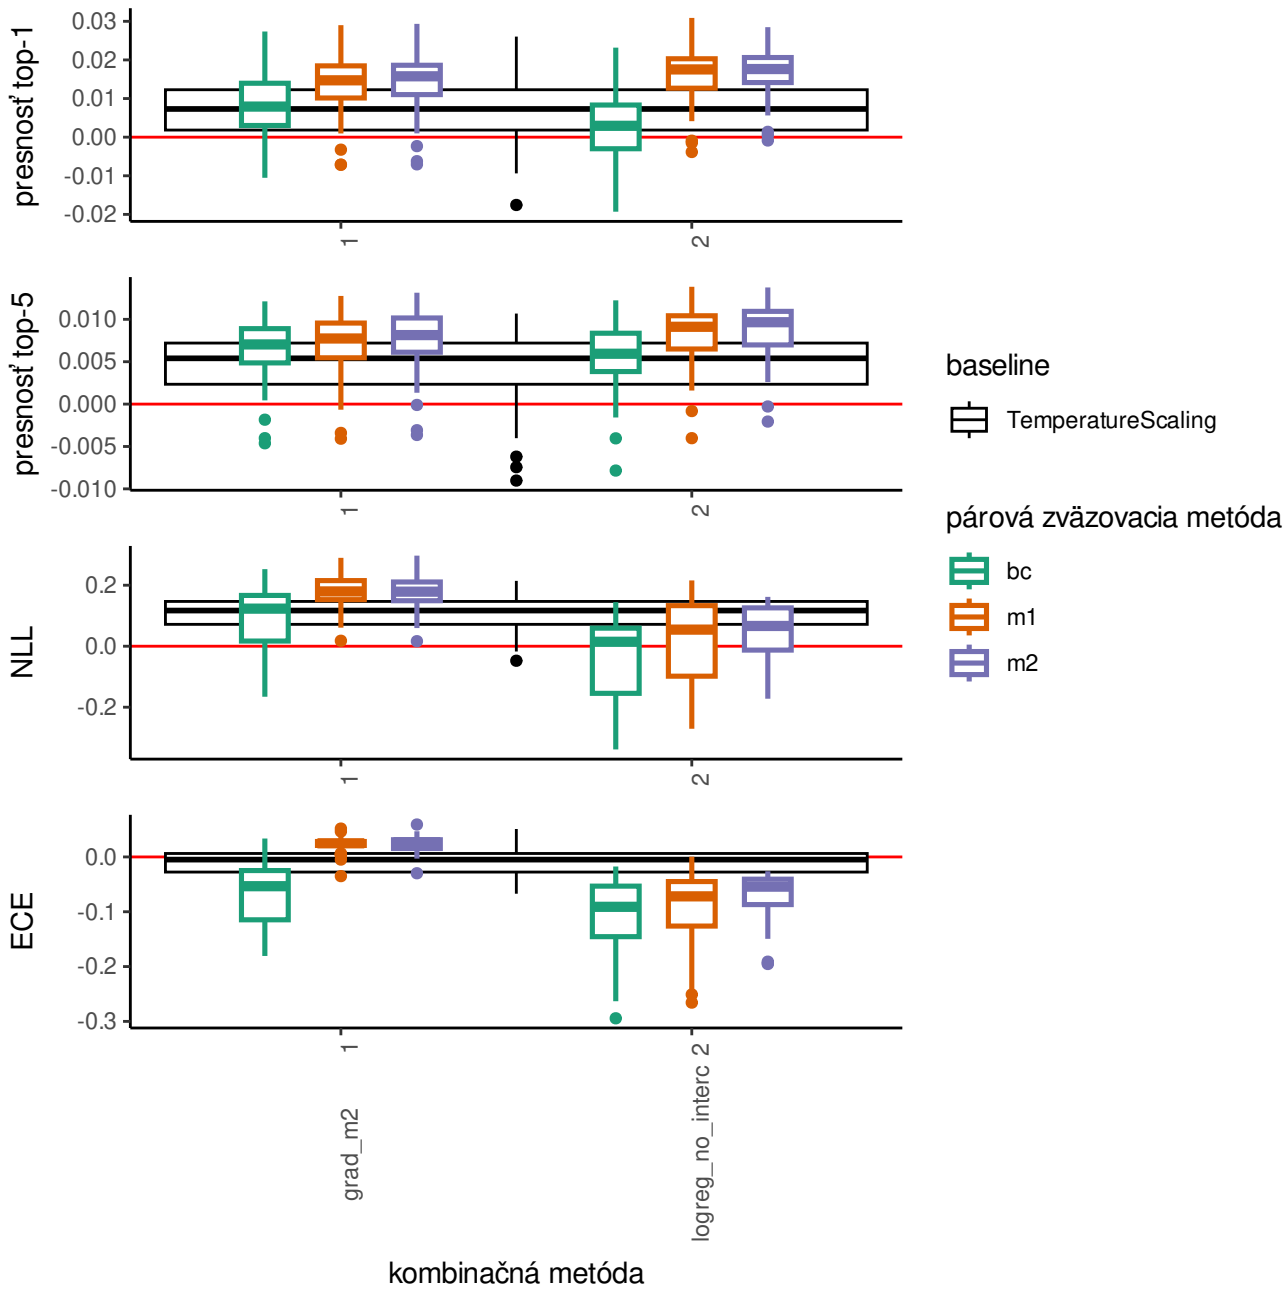 presnosť top-1
0.03
0.02
0.01
0.00
-0.01
-0.02
1
2
presnosť top-5
0.010
0.005
0.000
-0.005
-0.010
1
2
NLL
0.2
0.0
-0.2
1
2
ECE
0.0
-0.1
-0.2
-0.3
1
2
grad_m2
logreg_no_interc
kombinačná metóda
baseline
TemperatureScaling
párová zväzovacia metóda
bc
m1
m2